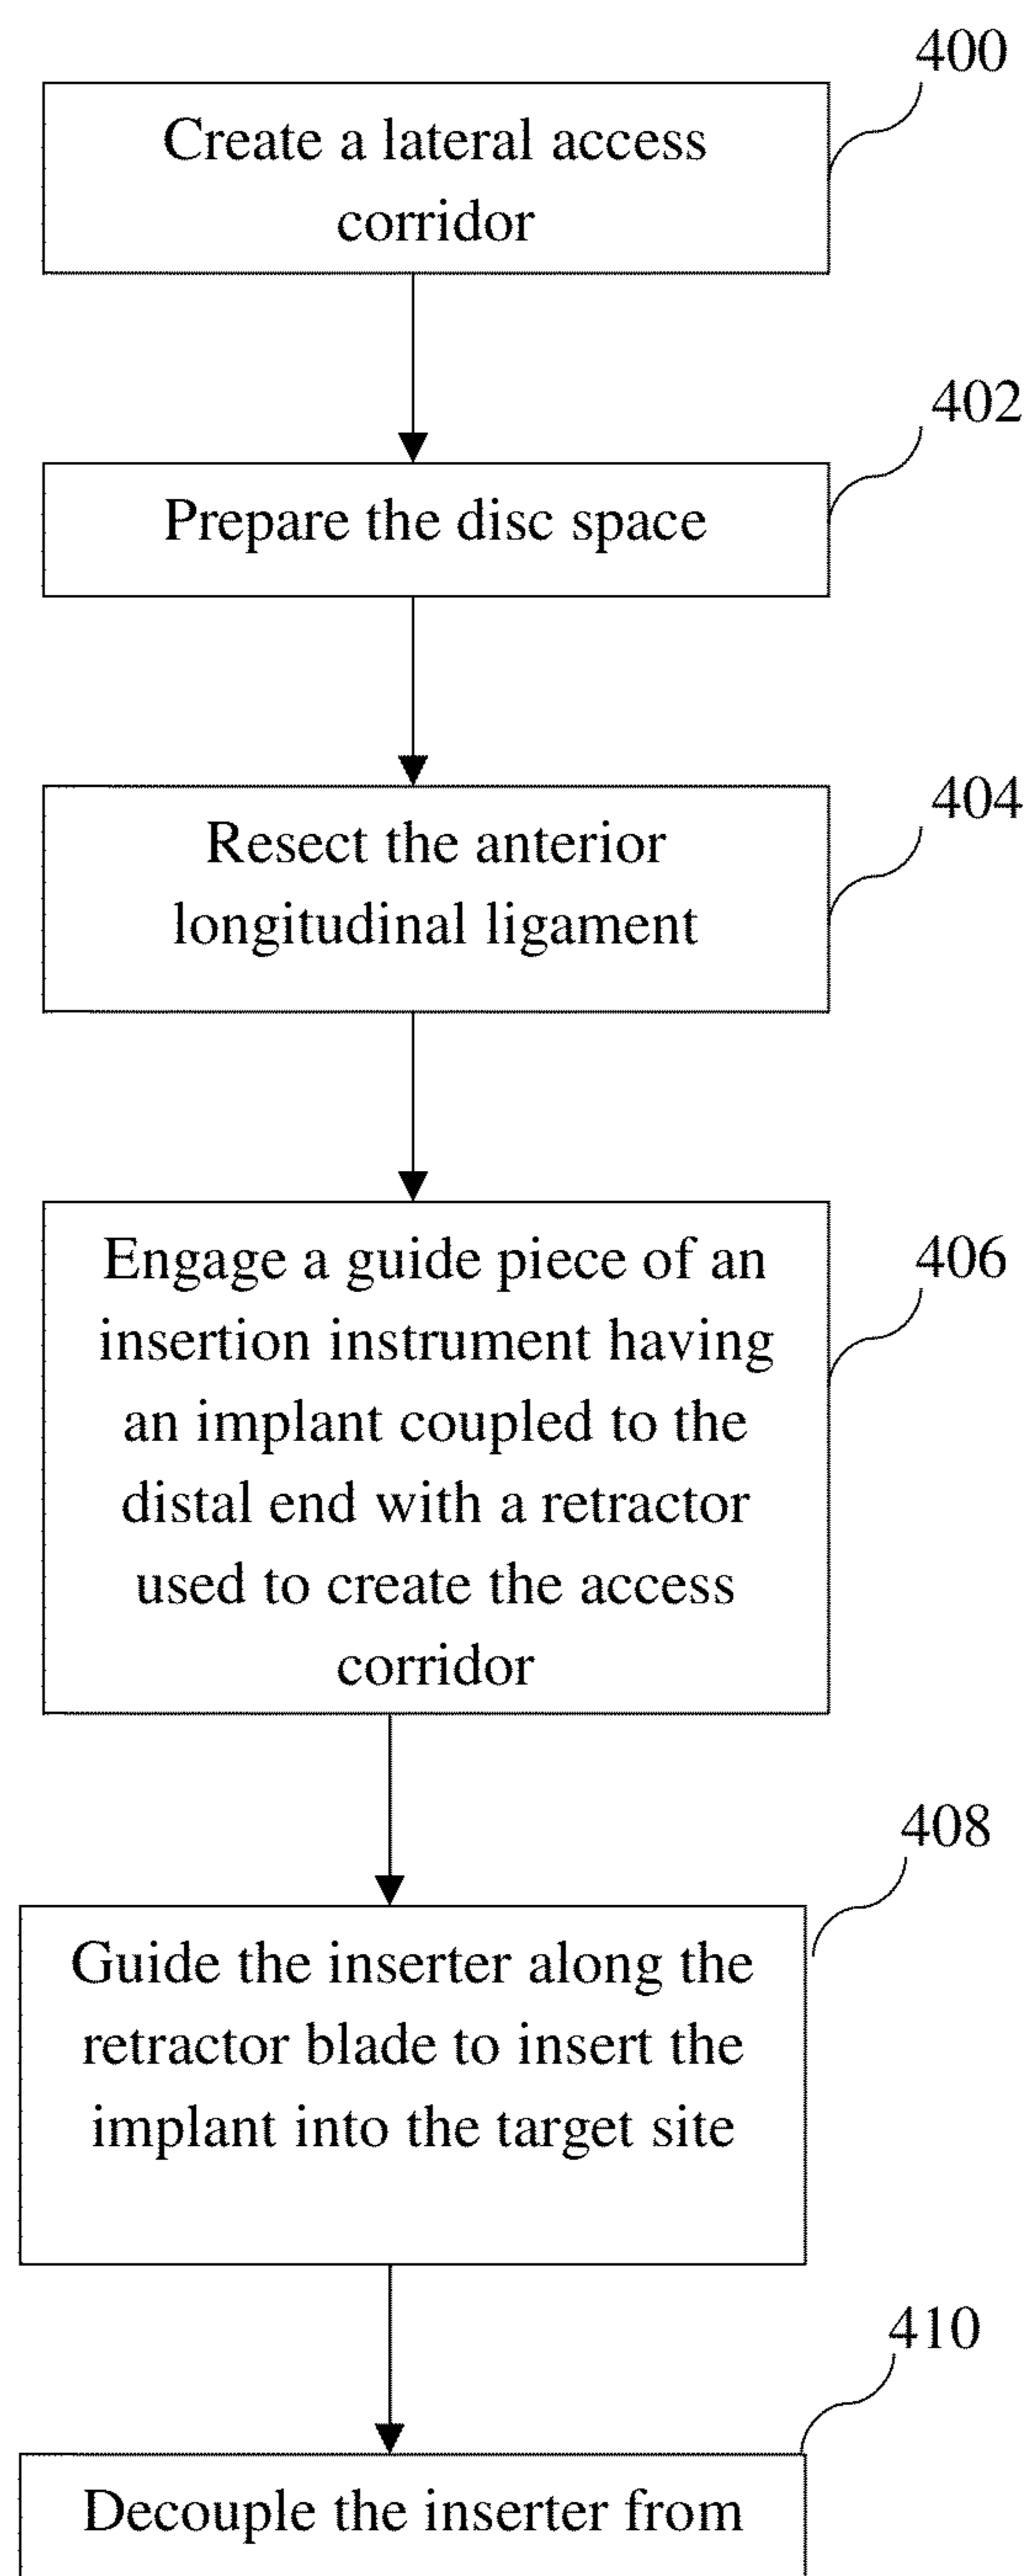 400
Create a lateral access
corridor
402
Prepare the disc space
404
Resect the anterior
longitudinal ligament
406
Engage a guide piece of an
insertion instrument having
an implant coupled to the
distal end with a retractor
used to create the access
corridor
408
Guide the inserter along the
retractor blade to insert the
implant into the target site
410
Decouple the inserter from